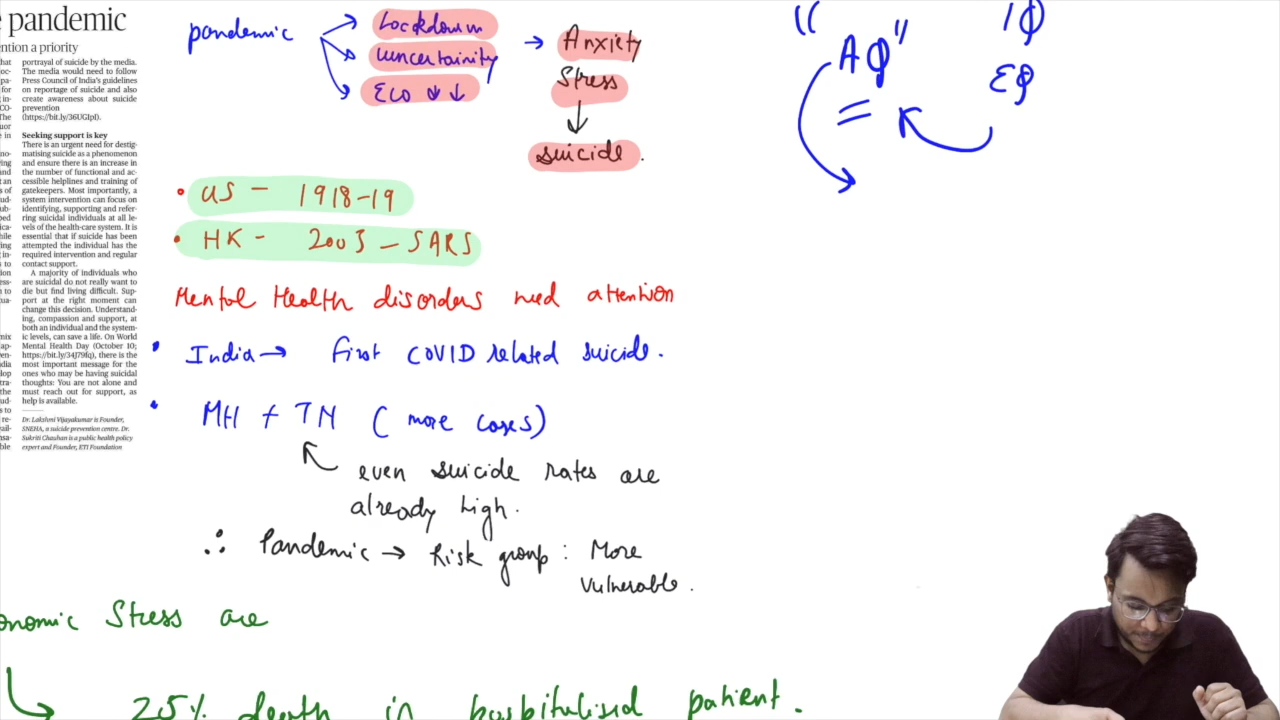 pandemic
ntion a priority
portrayal of suicide by the media.
The media would need to follow
Press Council of India's guidelines
on reportage of suicide and also
create awareness about suicide
prevention
(https://bit.ly/36UGIpI).
Seeking support is key
There is an urgent need for destig-
matising suicide as a phenomenon
and ensure there is an increase in
the number of functional and ac-
cessible helplines and training of
gatekeepers. Most importantly, a
system intervention can focus on
identifying, supporting and refer-
ring suicidal individuals at all le-
vels of the health-care system. It is
essential that if suicide has been
attempted the individual has the
required intervention and regular
contact support.
A majority of individuals who
are suicidal do not really want to
die but find living difficult. Sup-
port at the right moment can
change this decision. Understand-
ing, compassion and support, at
both an individual and the system-
ic levels, can save a life. On World
Mental Health Day (October 10;
https://bit.ly/34J79fq), there is the
most important message for the
ones who may be having suicidal
thoughts: You are not alone and
must reach out for support, as
help is available.
Dr. Lakshmi Vijayakumar is Founder,
SNEHA, a suicide prevention centre. Dr.
Sukriti Chauhan is a public health policy
expert and Founder, ETI Foundation
pandemic → Lockdown
uncertainity → Anxiety
Eco ↓ ↓ Stress
↓
suicide.
"AQ"
IQ
EQ
• US - 1918-19
• HK - 2003 - SARS
Mental Health disorders need attention
• India → first COVID related suicide.
• MH + TN (more cases)
even suicide rates are
already high.
∴ Pandemic → Risk group : More
vulnerable.
onomic Stress are
25% death in hospitalised patient.